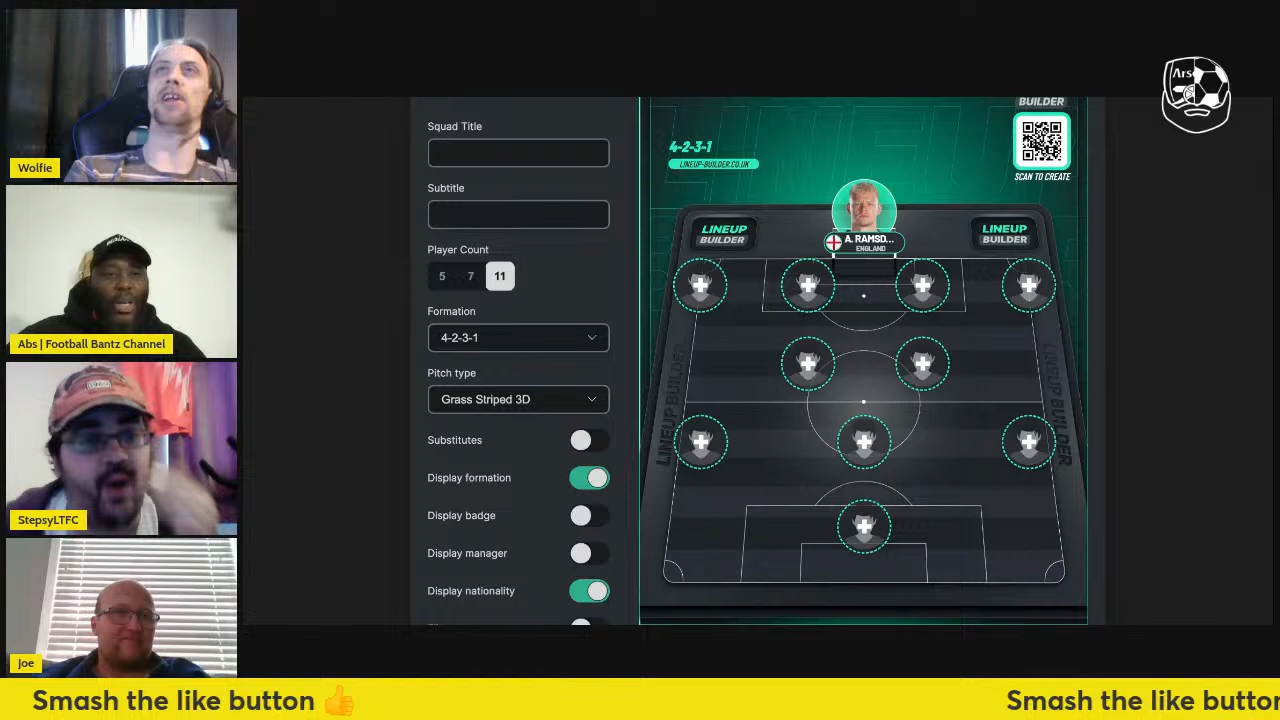 Wolfie
Abs | Football Bantz Channel
StepsyLTFC
Joe
Squad Title
Subtitle
Player Count
5 7 11
Formation
4-2-3-1
Pitch type
Grass Striped 3D
Substitutes
Display formation
Display badge
Display manager
Display nationality
BUILDER
4-2-3-1
LINEUP-BUILDER.CO.UK
SCAN TO CREATE
LINEUP
BUILDER
A. RAMSD...
ENGLAND
LINEUP
BUILDER
LINEUP BUILDER
LINEUP BUILDER
Arse
Smash the like button 👍
Smash the like button